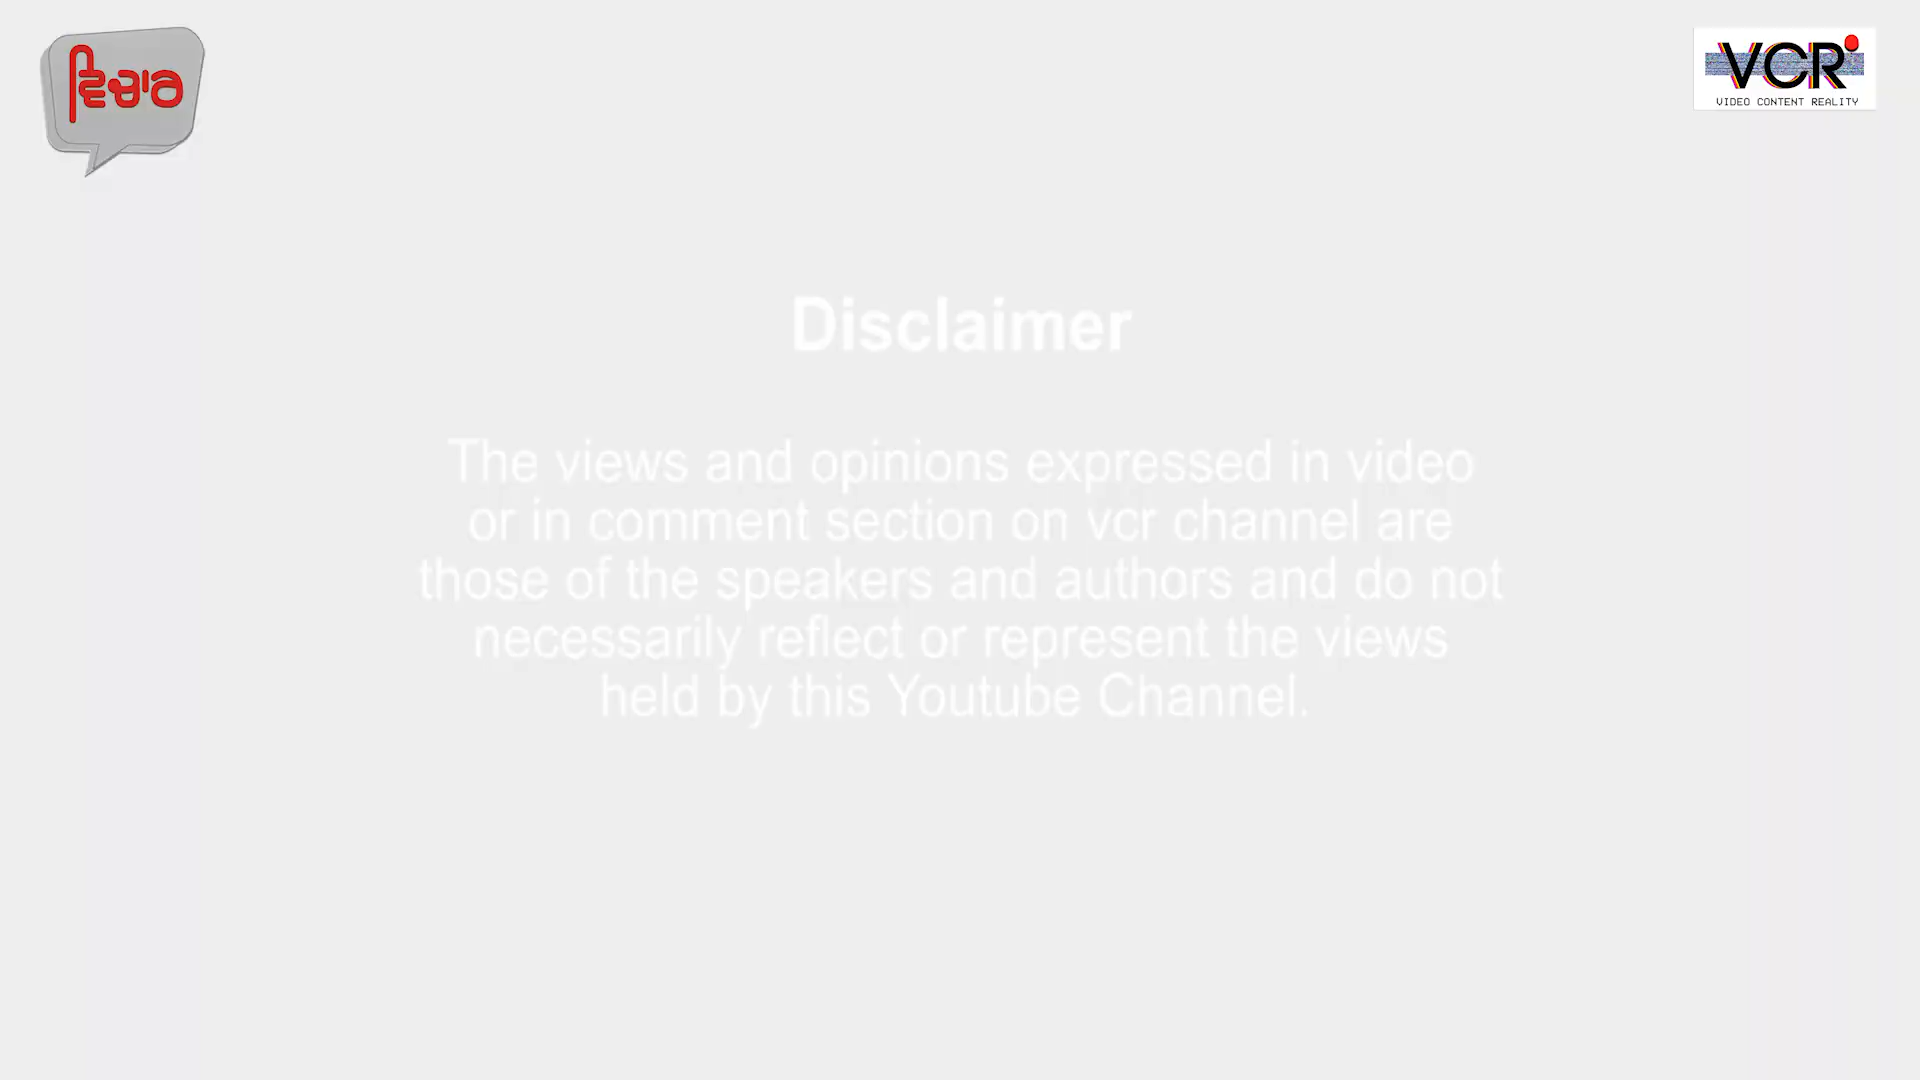 ਵਿਚਾਰ
VCR
VIDEO CONTENT REALITY
Disclaimer
The views and opinions expressed in video
or in comment section on vcr channel are
those of the speakers and authors and do not
necessarily reflect or represent the views
held by this Youtube Channel.